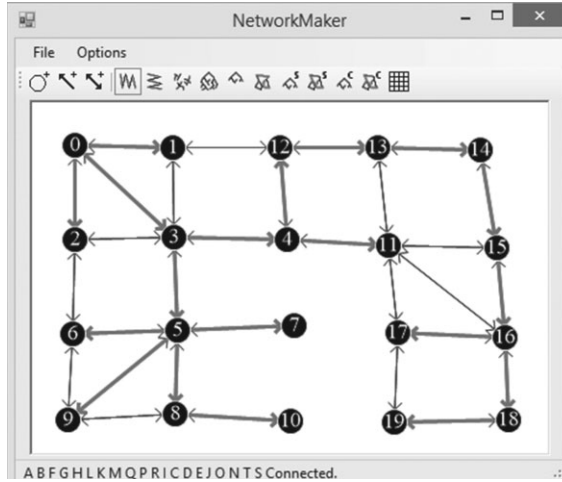 NetworkMaker
File Options
0 1 12 13 14
2 3 4 11 15
6 5 7 17 16
9 8 10 19 18
A B F G H L K M Q P R I C D E J O N T S Connected.